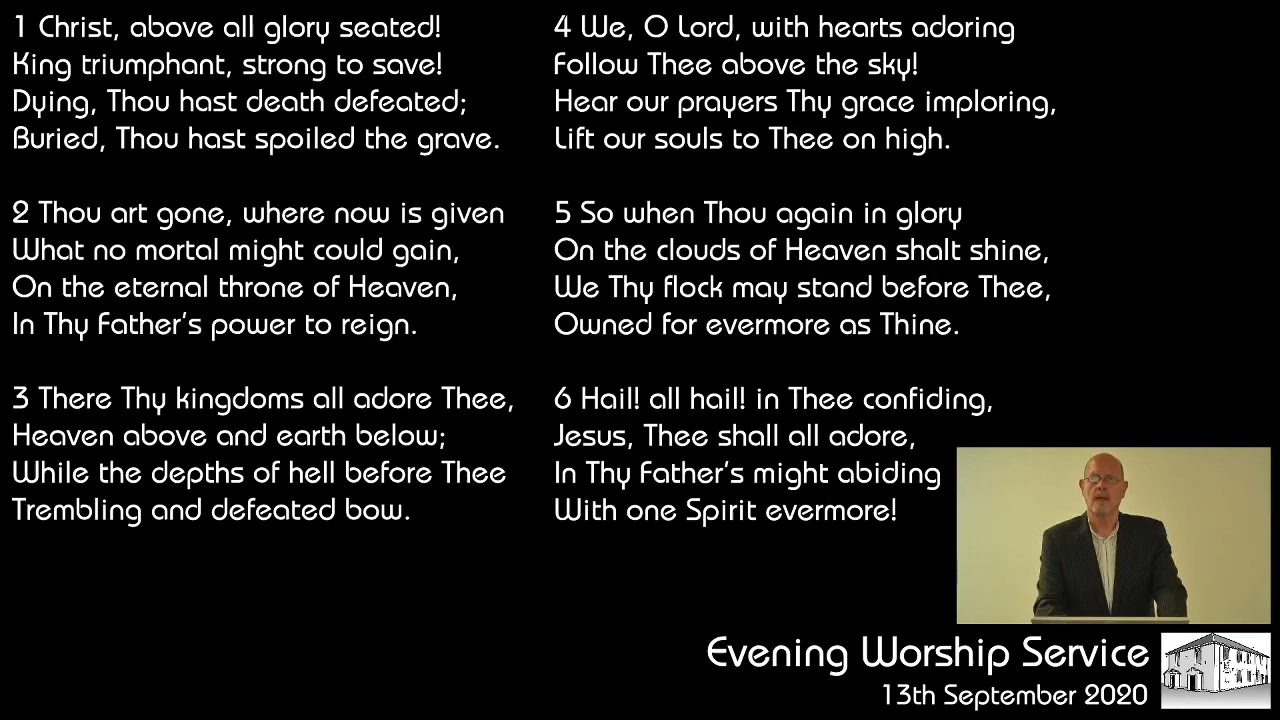 1 Christ, above all glory seated!
King triumphant, strong to save!
Dying, Thou hast death defeated;
Buried, Thou hast spoiled the grave.
2 Thou art gone, where now is given
What no mortal might could gain,
On the eternal throne of Heaven,
In Thy Father's power to reign.
3 There Thy kingdoms all adore Thee,
Heaven above and earth below;
While the depths of hell before Thee
Trembling and defeated bow.
4 We, O Lord, with hearts adoring
Follow Thee above the sky!
Hear our prayers Thy grace imploring,
Lift our souls to Thee on high.
5 So when Thou again in glory
On the clouds of Heaven shalt shine,
We Thy flock may stand before Thee,
Owned for evermore as Thine.
6 Hail! all hail! in Thee confiding,
Jesus, Thee shall all adore,
In Thy Father's might abiding
With one Spirit evermore!
Evening Worship Service
13th September 2020